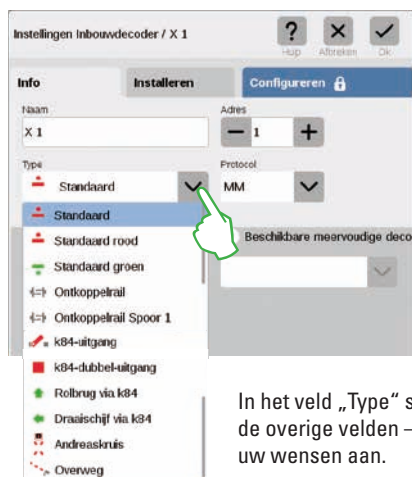 Instellingen Inbouwdecoder / X 1
?
Hulp
Afbreken
Ok
Info
Installeren
Configureren
Naam
Adres
X 1
1
Type
Protocol
Standaard
MM
Standaard
Standaard rood
Beschikbare meervoudige deco
Standaard groen
Ontkoppelrail
Ontkoppelrail Spoor 1
k84-uitgang
k84-dubbel-uitgang
Rolbrug via k84
Draaischijf via k84
Andreaskruis
Overweg
In het veld „Type“ s
de overige velden –
uw wensen aan.